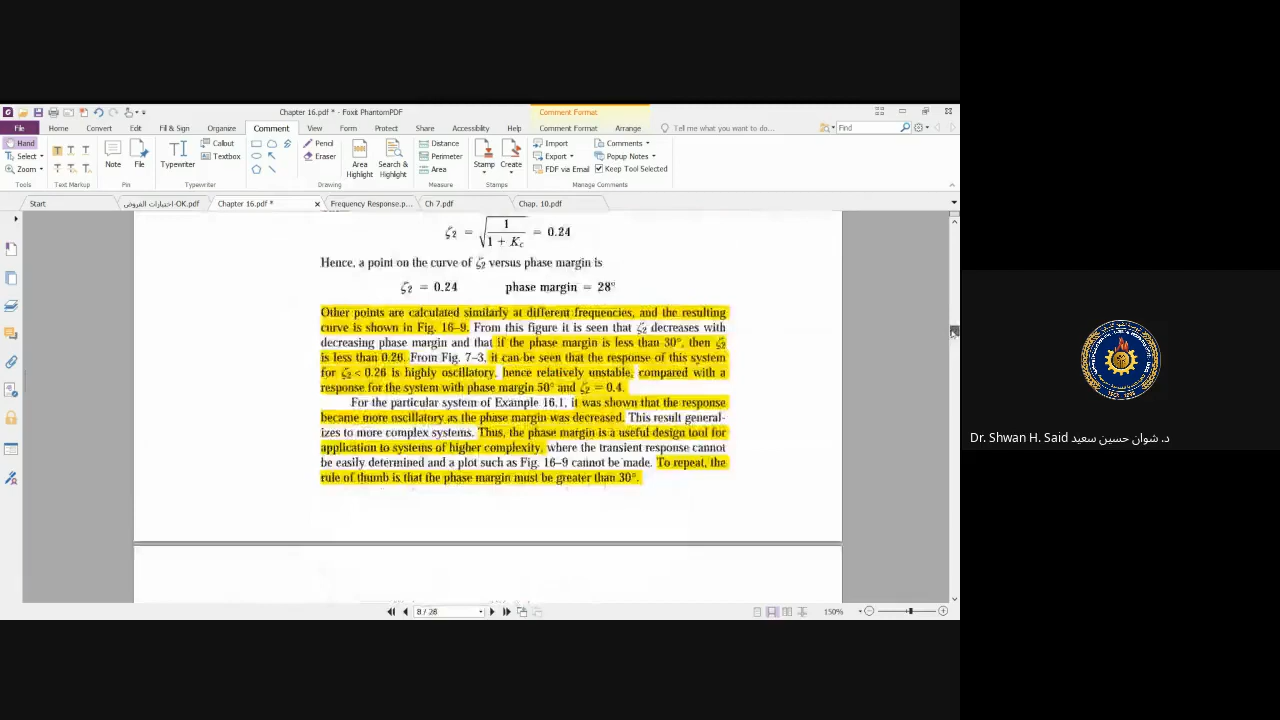 Chapter 16.pdf * - Foxit PhantomPDF
Comment Format
File Home Convert Edit Fill & Sign Organize Comment View Form Protect Share Accessibility Help Comment Format Arrange Tell me what you want to do... Find
Hand
Select
Zoom
Tools
Text Markup
Note
File
Pin
Typewriter
Callout
Textbox
Typewriter
Pencil
Eraser
Area Highlight
Search & Highlight
Drawing
Distance
Perimeter
Area
Measure
Stamp
Create
Stamps
Import
Export
FDF via Email
Comments
Popup Notes
Keep Tool Selected
Manage Comments
Start
اختبارات الفروض-OK.pdf
Chapter 16.pdf *
Frequency Response.p...
Ch 7.pdf
Chap. 10.pdf
ζ₂ = √(1 / (1 + Kc)) = 0.24
Hence, a point on the curve of ζ₂ versus phase margin is
ζ₂ = 0.24 phase margin = 28°
Other points are calculated similarly at different frequencies, and the resulting
curve is shown in Fig. 16–9. From this figure it is seen that ζ₂ decreases with
decreasing phase margin and that if the phase margin is less than 30°, then ζ₂
is less than 0.26. From Fig. 7–3, it can be seen that the response of this system
for ζ₂ < 0.26 is highly oscillatory, hence relatively unstable, compared with a
response for the system with phase margin 50° and ζ₂ = 0.4.
For the particular system of Example 16.1, it was shown that the response
became more oscillatory as the phase margin was decreased. This result general-
izes to more complex systems. Thus, the phase margin is a useful design tool for
application to systems of higher complexity, where the transient response cannot
be easily determined and a plot such as Fig. 16–9 cannot be made. To repeat, the
rule of thumb is that the phase margin must be greater than 30°.
8 / 28
150%
Dr. Shwan H. Said د. شوان حسين سعيد